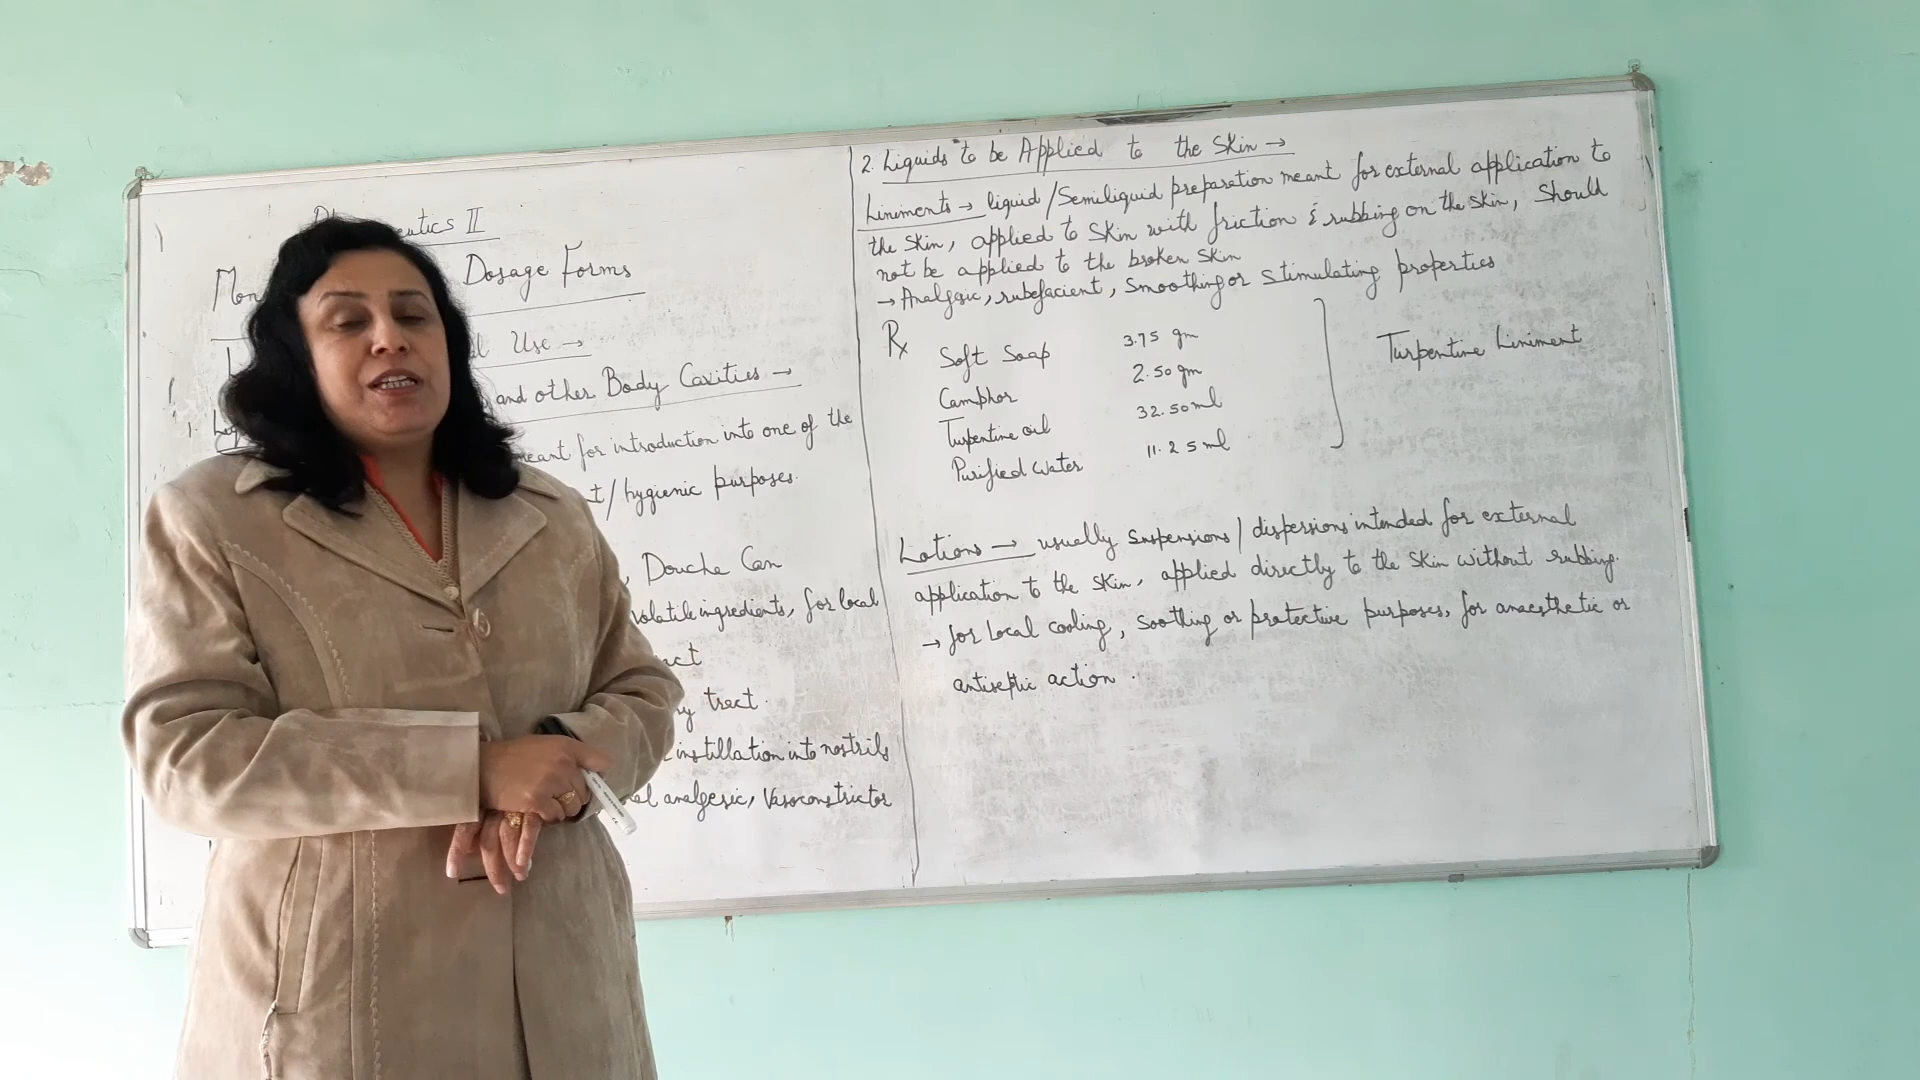 II
Dosage Forms
Use →
and other Body Cavities →
1.
meant for introduction into one of the
/hygienic purposes.
, Douche Can
volatile ingredients, for local
tract.
instillation into nostrils
analgesic, Vasoconstrictor
2. Liquids to be Applied to the Skin →
Liniments → liquid/Semiliquid preparation meant for external application to
the skin, applied to skin with friction & rubbing on the skin, Should
not be applied to the broken skin
→ Analgesic, rubefacient, Smoothing or Stimulating properties
Rx
Soft Soap 3.75 gm
Camphor 2.50 gm
Turpentine oil 32.50 ml
Purified water 11.25 ml
Turpentine Liniment
Lotions → usually suspensions/dispersions intended for external
application to the skin, applied directly to the skin without rubbing.
→ for local cooling, soothing or protective purposes, for anaesthetic or
antiseptic action.